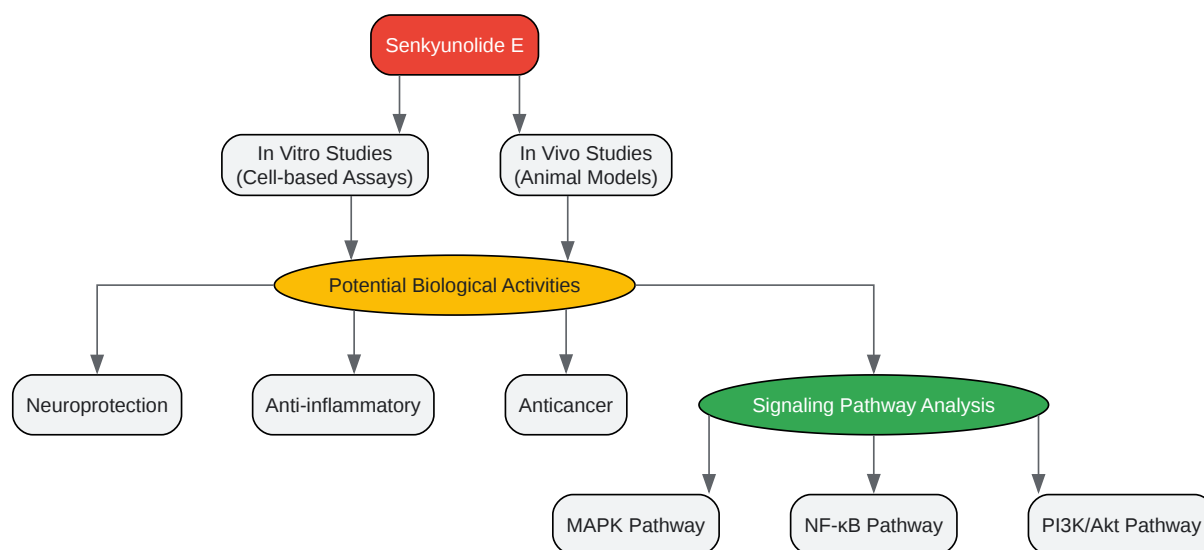 Senkyunolide E
In Vitro Studies
(Cell-based Assays)
In Vivo Studies
(Animal Models)
Potential Biological Activities
Neuroprotection
Anti-inflammatory
Anticancer
Signaling Pathway Analysis
MAPK Pathway
NF-κB Pathway
PI3K/Akt Pathway